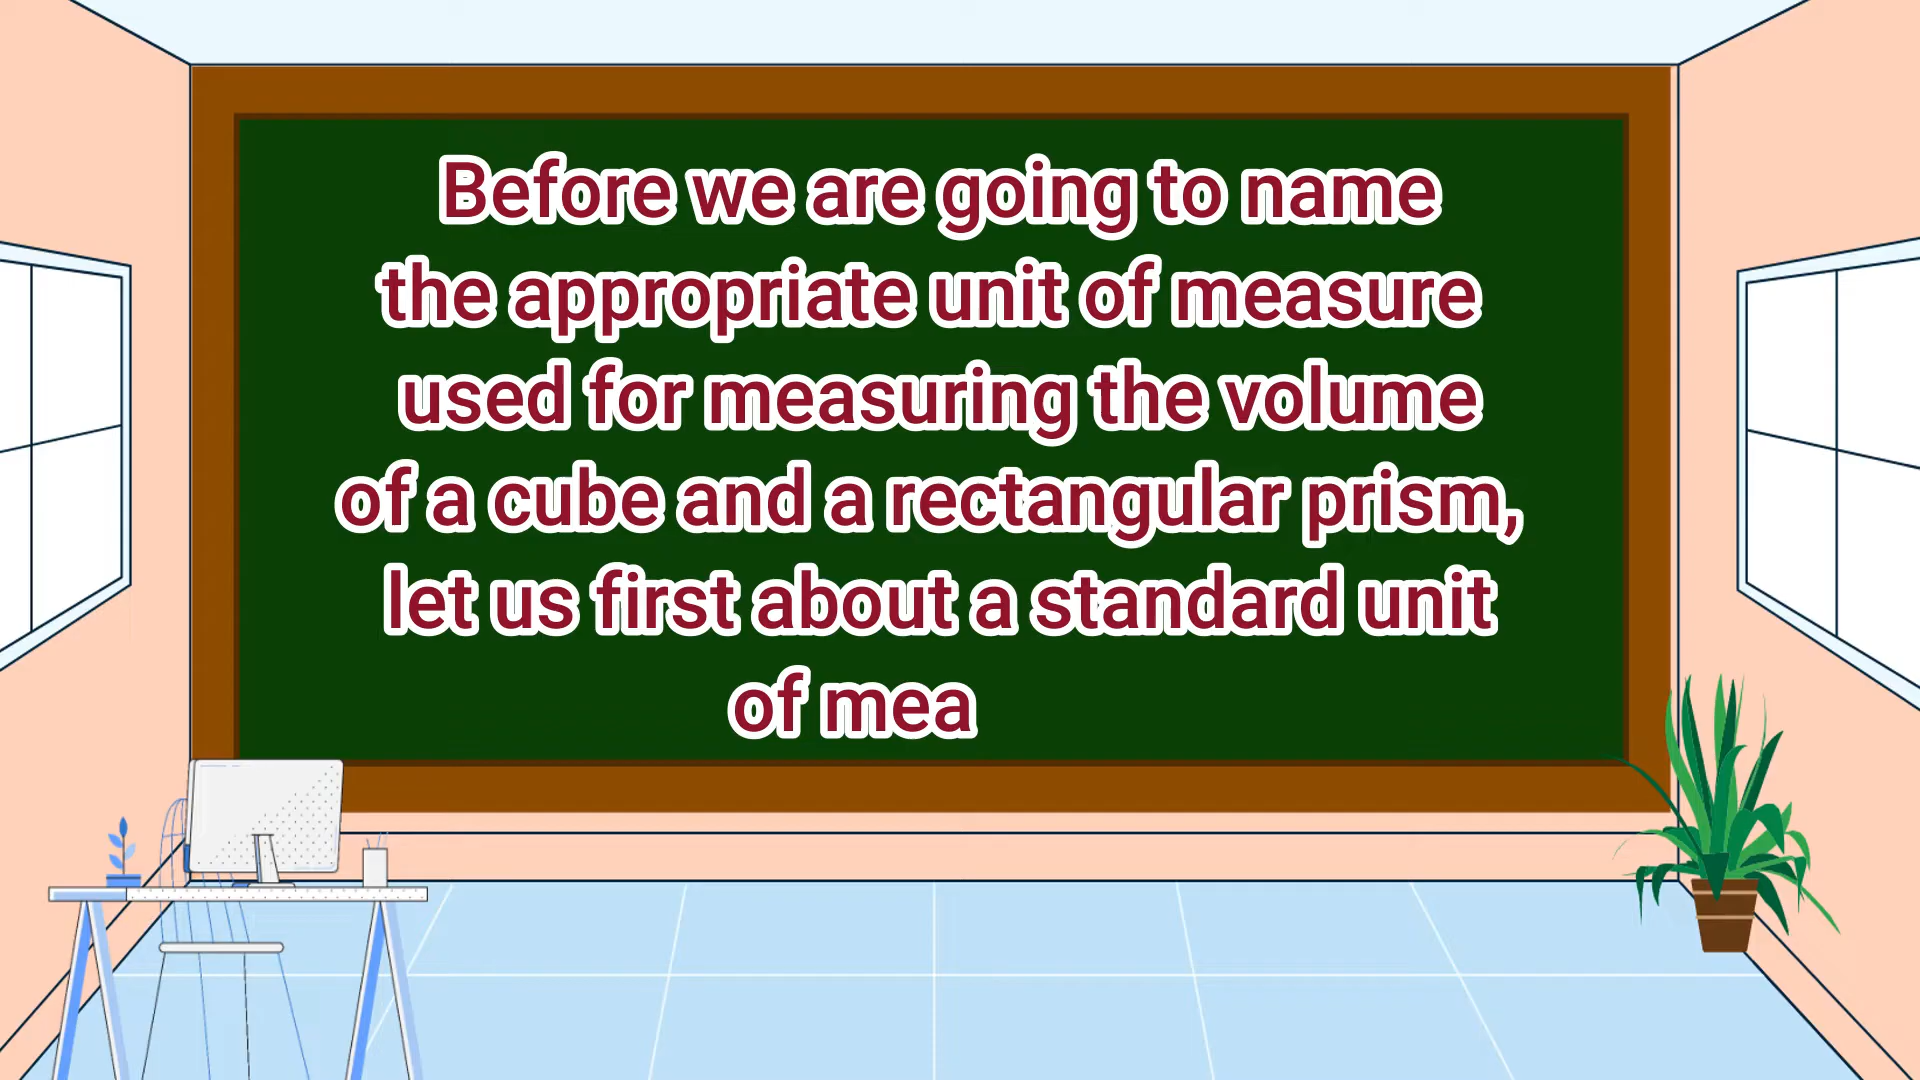 Before we are going to name
the appropriate unit of measure
used for measuring the volume
of a cube and a rectangular prism,
let us first about a standard unit
of mea